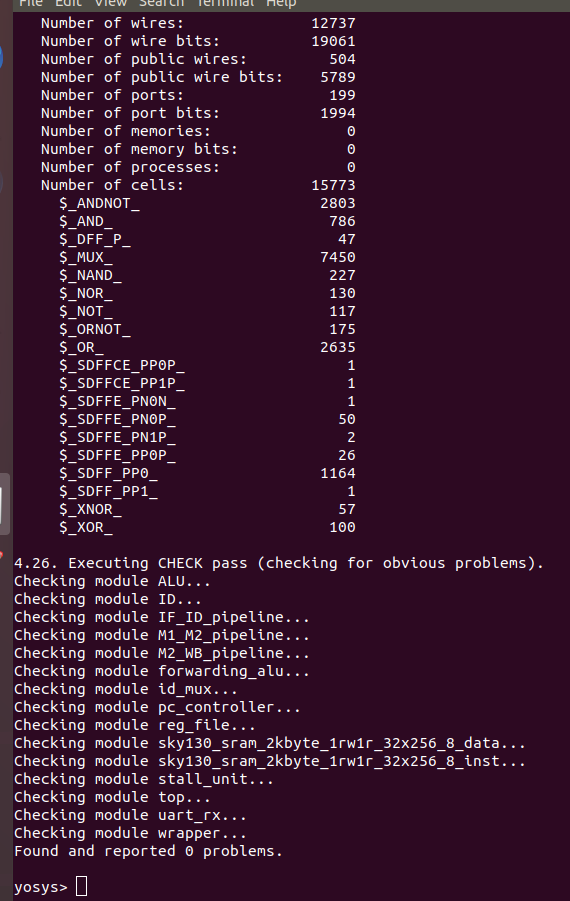 File Edit View Search Terminal Help
Number of wires: 12737
Number of wire bits: 19061
Number of public wires: 504
Number of public wire bits: 5789
Number of ports: 199
Number of port bits: 1994
Number of memories: 0
Number of memory bits: 0
Number of processes: 0
Number of cells: 15773
$_ANDNOT_ 2803
$_AND_ 786
$_DFF_P_ 47
$_MUX_ 7450
$_NAND_ 227
$_NOR_ 130
$_NOT_ 117
$_ORNOT_ 175
$_OR_ 2635
$_SDFFCE_PP0P_ 1
$_SDFFCE_PP1P_ 1
$_SDFFE_PN0N_ 1
$_SDFFE_PN0P_ 50
$_SDFFE_PN1P_ 2
$_SDFFE_PP0P_ 26
$_SDFF_PP0_ 1164
$_SDFF_PP1_ 1
$_XNOR_ 57
$_XOR_ 100
4.26. Executing CHECK pass (checking for obvious problems).
Checking module ALU...
Checking module ID...
Checking module IF_ID_pipeline...
Checking module M1_M2_pipeline...
Checking module M2_WB_pipeline...
Checking module forwarding_alu...
Checking module id_mux...
Checking module pc_controller...
Checking module reg_file...
Checking module sky130_sram_2kbyte_1rw1r_32x256_8_data...
Checking module sky130_sram_2kbyte_1rw1r_32x256_8_inst...
Checking module stall_unit...
Checking module top...
Checking module uart_rx...
Checking module wrapper...
Found and reported 0 problems.
yosys>